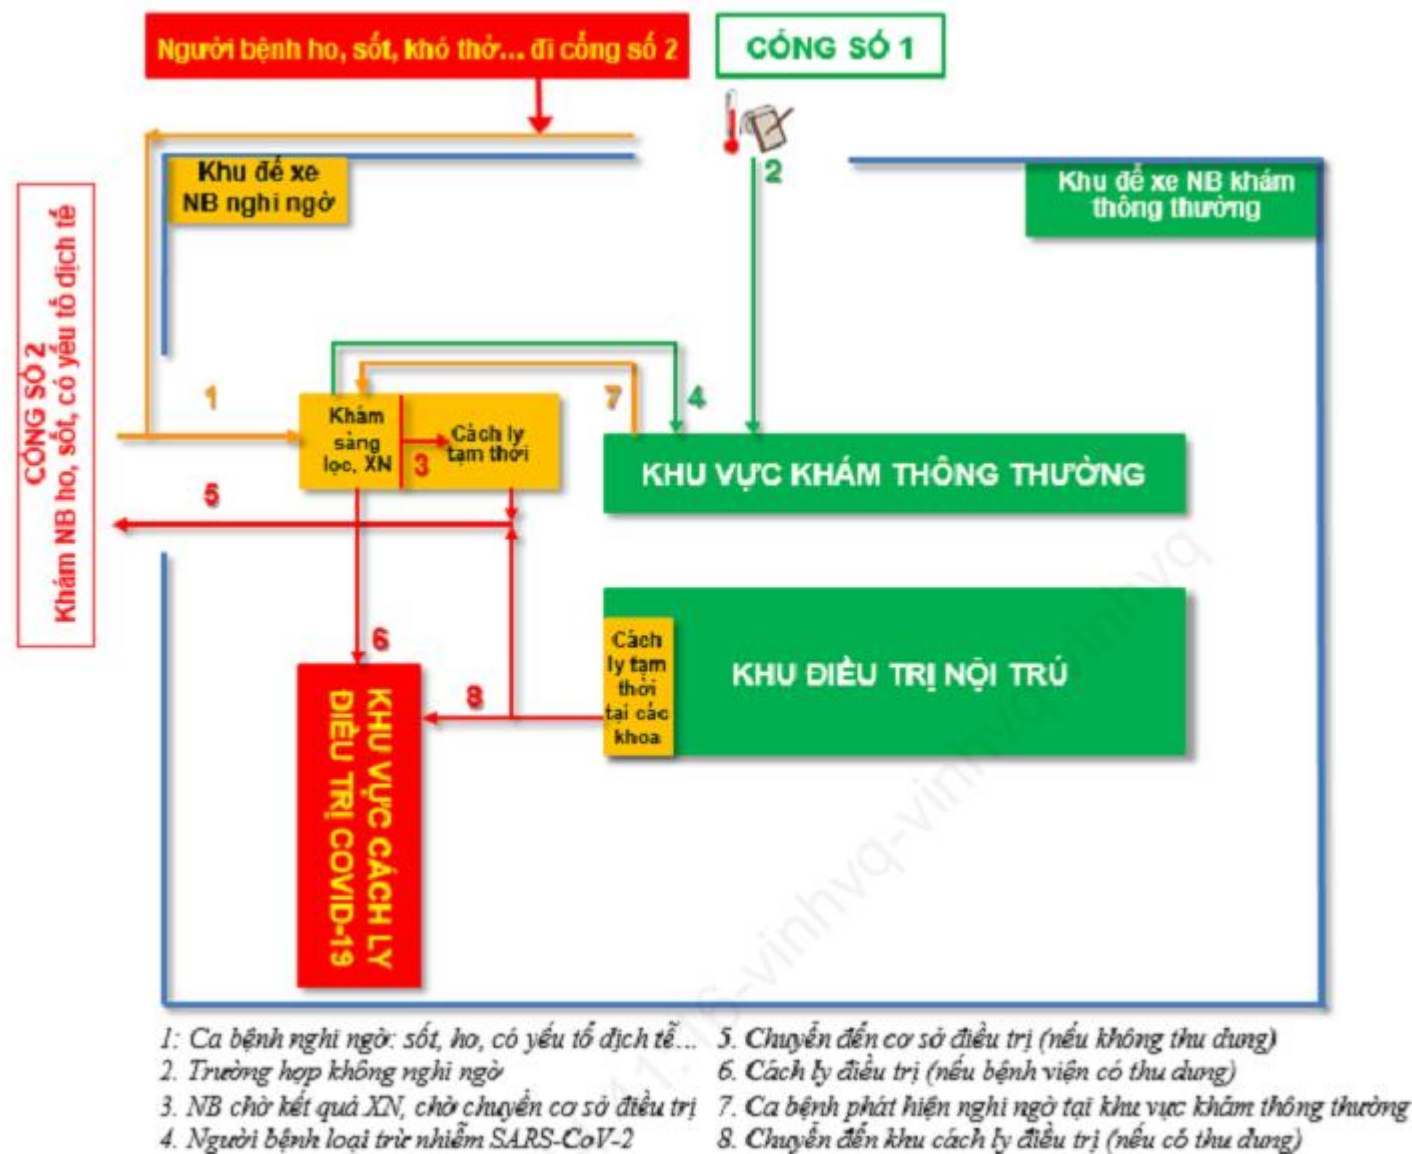 Người bệnh ho, sốt, khó thở... đi cổng số 2
CỔNG SỐ 1
2
Khu để xe
NB nghi ngờ
Khu để xe NB khám
thông thường
CỔNG SỐ 2
Khám NB ho, sốt, có yếu tố dịch tễ
1
7
4
Khám
sàng
lọc, XN
3
Cách ly
tạm thời
KHU VỰC KHÁM THÔNG THƯỜNG
5
6
8
Cách
ly tạm
thời
tại các
khoa
KHU ĐIỀU TRỊ NỘI TRÚ
KHU VỰC CÁCH LY
ĐIỀU TRỊ COVID-19
1: Ca bệnh nghi ngờ: sốt, ho, có yếu tố dịch tễ...
2. Trường hợp không nghi ngờ
3. NB chờ kết quả XN, chờ chuyển cơ sở điều trị
4. Người bệnh loại trừ nhiễm SARS-CoV-2
5. Chuyển đến cơ sở điều trị (nếu không thu dung)
6. Cách ly điều trị (nếu bệnh viện có thu dung)
7. Ca bệnh phát hiện nghi ngờ tại khu vực khám thông thường
8. Chuyển đến khu cách ly điều trị (nếu có thu dung)
16-vinhvq-vinhvq-vinhvq